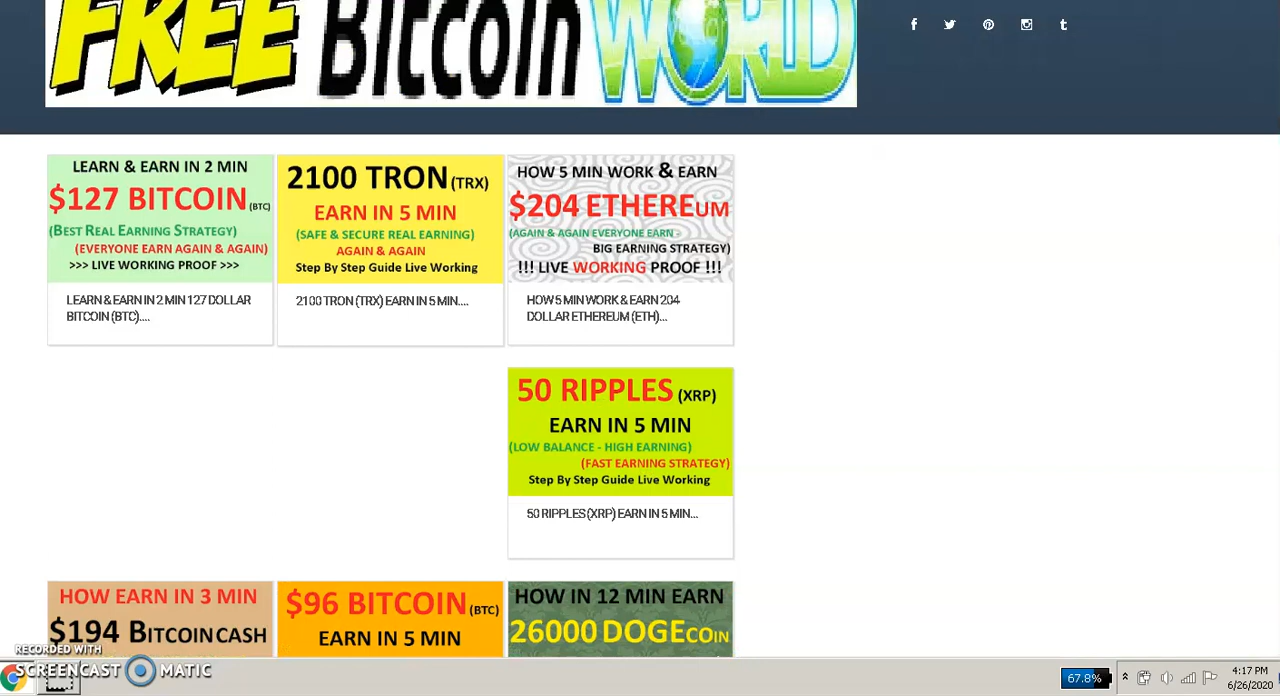 FREE Bitcoin WORLD
f t
LEARN & EARN IN 2 MIN
$127 BITCOIN (BTC)
(BEST REAL EARNING STRATEGY)
(EVERYONE EARN AGAIN & AGAIN)
>>> LIVE WORKING PROOF >>>
LEARN & EARN IN 2 MIN 127 DOLLAR
BITCOIN (BTC)....
2100 TRON (TRX)
EARN IN 5 MIN
(SAFE & SECURE REAL EARNING)
AGAIN & AGAIN
Step By Step Guide Live Working
2100 TRON (TRX) EARN IN 5 MIN....
HOW 5 MIN WORK & EARN
$204 ETHEREUM
(AGAIN & AGAIN EVERYONE EARN -
BIG EARNING STRATEGY)
!!! LIVE WORKING PROOF !!!
HOW 5 MIN WORK & EARN 204
DOLLAR ETHEREUM (ETH)...
50 RIPPLES (XRP)
EARN IN 5 MIN
(LOW BALANCE - HIGH EARNING)
(FAST EARNING STRATEGY)
Step By Step Guide Live Working
50 RIPPLES (XRP) EARN IN 5 MIN...
HOW EARN IN 3 MIN
$194 BITCOIN CASH
$96 BITCOIN (BTC)
EARN IN 5 MIN
HOW IN 12 MIN EARN
26000 DOGECOIN
RECORDED WITH
SCREENCAST MATIC
67.8%
4:17 PM
6/26/2020